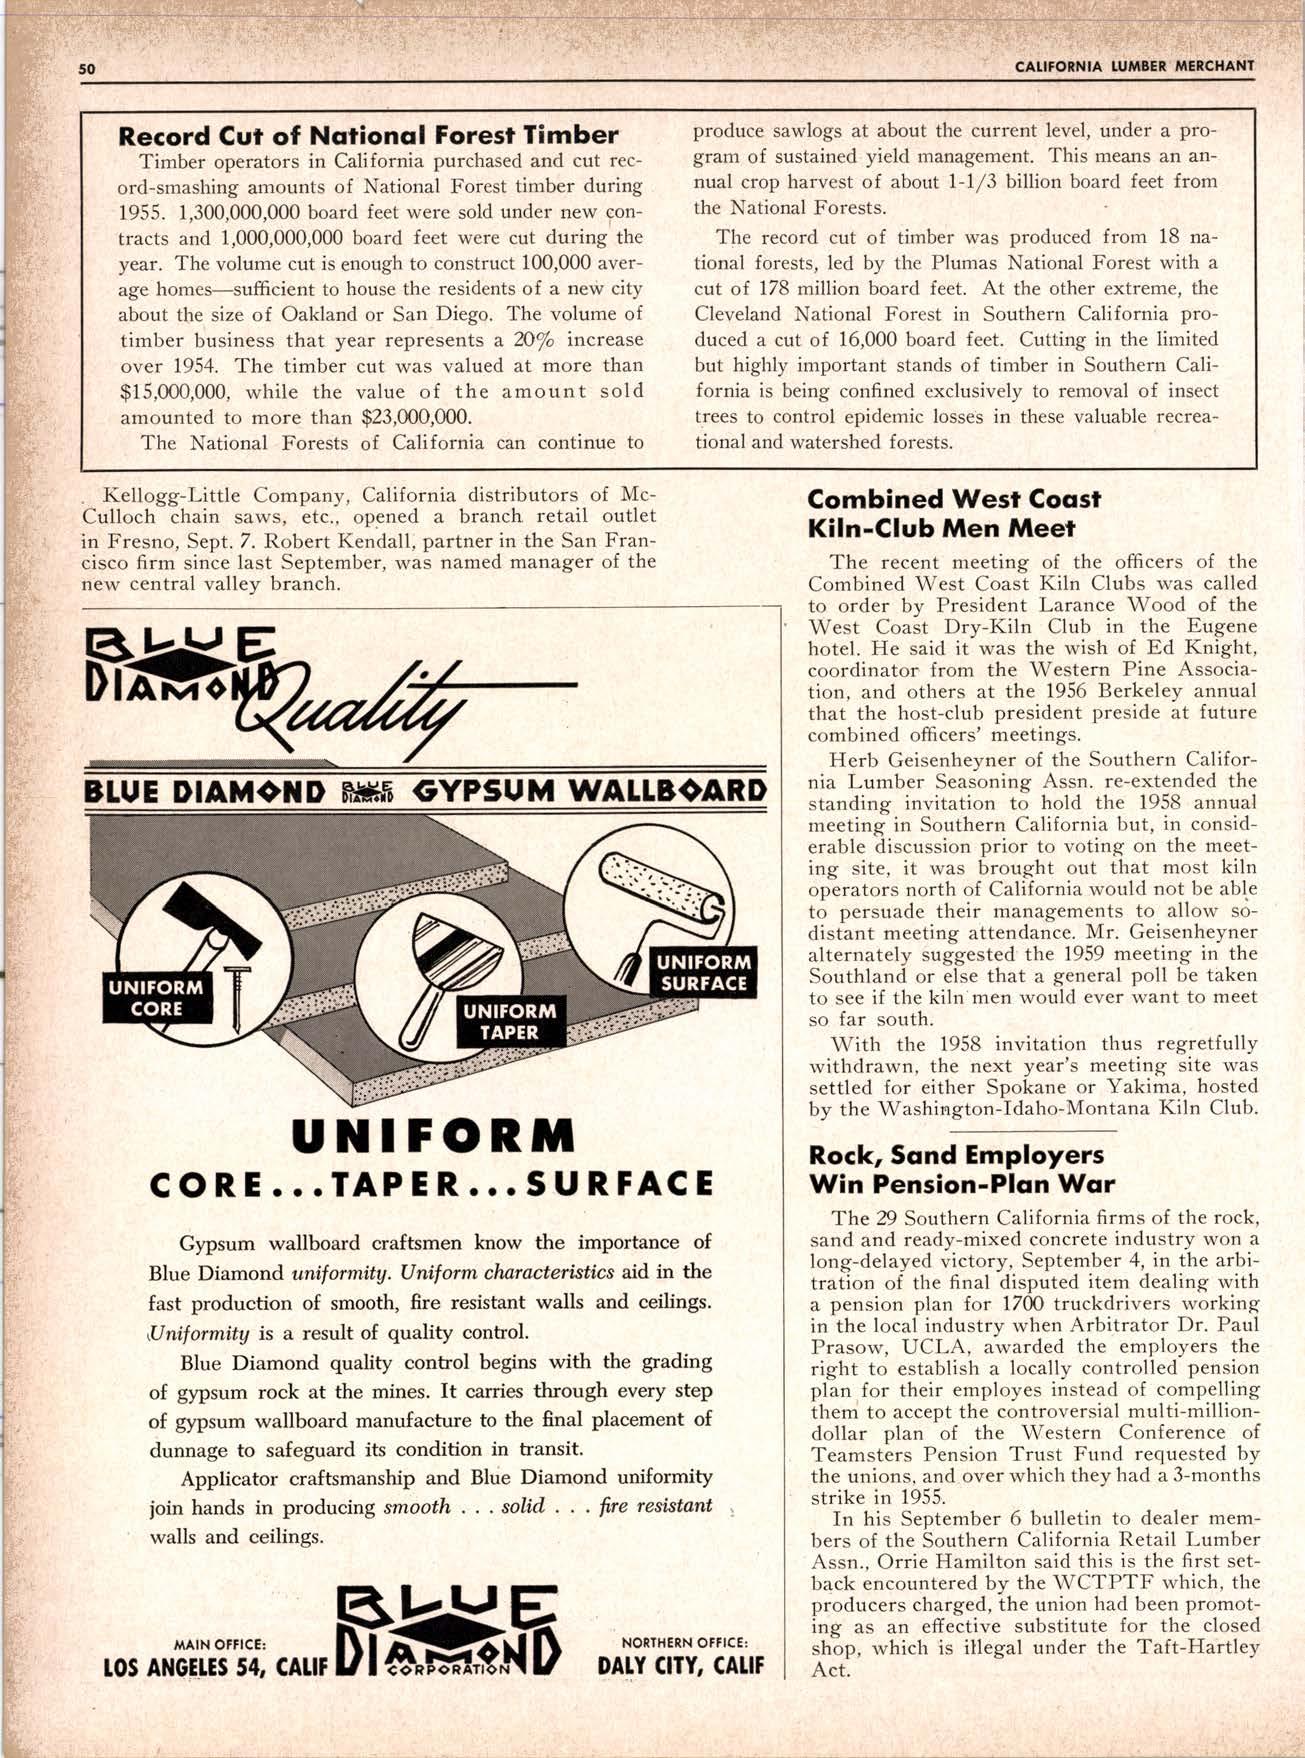 50
CALIFORNIA LUMBER MERCHANT
Record Cut of National Forest Timber
Timber operators in California purchased and cut rec-
ord-smashing amounts of National Forest timber during
1955. 1,300,000,000 board feet were sold under new con-
tracts and 1,000,000,000 board feet were cut during the
year. The volume cut is enough to construct 100,000 aver-
age homes—sufficient to house the residents of a new city
about the size of Oakland or San Diego. The volume of
timber business that year represents a 20% increase
over 1954. The timber cut was valued at more than
$15,000,000, while the value of the amount sold
amounted to more than $23,000,000.
The National Forests of California can continue to
produce sawlogs at about the current level, under a pro-
gram of sustained yield management. This means an an-
nual crop harvest of about 1-1/3 billion board feet from
the National Forests.
The record cut of timber was produced from 18 na-
tional forests, led by the Plumas National Forest with a
cut of 178 million board feet. At the other extreme, the
Cleveland National Forest in Southern California pro-
duced a cut of 16,000 board feet. Cutting in the limited
but highly important stands of timber in Southern Cali-
fornia is being confined exclusively to removal of insect
trees to control epidemic losses in these valuable recrea-
tional and watershed forests.
Kellogg-Little Company, California distributors of Mc-
Culloch chain saws, etc., opened a branch retail outlet
in Fresno, Sept. 7. Robert Kendall, partner in the San Fran-
cisco firm since last September, was named manager of the
new central valley branch.
BLUE
DIAMOND
Quality
BLUE DIAMOND BLUE DIAMOND GYPSUM WALLBOARD
UNIFORM
CORE
UNIFORM
TAPER
UNIFORM
SURFACE
UNIFORM
CORE...TAPER...SURFACE
Gypsum wallboard craftsmen know the importance of
Blue Diamond uniformity. Uniform characteristics aid in the
fast production of smooth, fire resistant walls and ceilings.
Uniformity is a result of quality control.
Blue Diamond quality control begins with the grading
of gypsum rock at the mines. It carries through every step
of gypsum wallboard manufacture to the final placement of
dunnage to safeguard its condition in transit.
Applicator craftsmanship and Blue Diamond uniformity
join hands in producing smooth . . . solid . . . fire resistant
walls and ceilings.
MAIN OFFICE:
LOS ANGELES 54, CALIF
BLUE
DIAMOND
CORPORATION
NORTHERN OFFICE:
DALY CITY, CALIF
Combined West Coast
Kiln-Club Men Meet
The recent meeting of the officers of the
Combined West Coast Kiln Clubs was called
to order by President Larance Wood of the
West Coast Dry-Kiln Club in the Eugene
hotel. He said it was the wish of Ed Knight,
coordinator from the Western Pine Associa-
tion, and others at the 1956 Berkeley annual
that the host-club president preside at future
combined officers' meetings.
Herb Geisenheyner of the Southern Califor-
nia Lumber Seasoning Assn. re-extended the
standing invitation to hold the 1958 annual
meeting in Southern California but, in consid-
erable discussion prior to voting on the meet-
ing site, it was brought out that most kiln
operators north of California would not be able
to persuade their managements to allow so-
distant meeting attendance. Mr. Geisenheyner
alternately suggested the 1959 meeting in the
Southland or else that a general poll be taken
to see if the kiln men would ever want to meet
so far south.
With the 1958 invitation thus regretfully
withdrawn, the next year's meeting site was
settled for either Spokane or Yakima, hosted
by the Washington-Idaho-Montana Kiln Club.
Rock, Sand Employers
Win Pension-Plan War
The 29 Southern California firms of the rock,
sand and ready-mixed concrete industry won a
long-delayed victory, September 4, in the arbi-
tration of the final disputed item dealing with
a pension plan for 1700 truckdrivers working
in the local industry when Arbitrator Dr. Paul
Prasow, UCLA, awarded the employers the
right to establish a locally controlled pension
plan for their employes instead of compelling
them to accept the controversial multi-million-
dollar plan of the Western Conference of
Teamsters Pension Trust Fund requested by
the unions, and over which they had a 3-months
strike in 1955.
In his September 6 bulletin to dealer mem-
bers of the Southern California Retail Lumber
Assn., Orrie Hamilton said this is the first set-
back encountered by the WCTPTF which, the
producers charged, the union had been promot-
ing as an effective substitute for the closed
shop, which is illegal under the Taft-Hartley
Act.